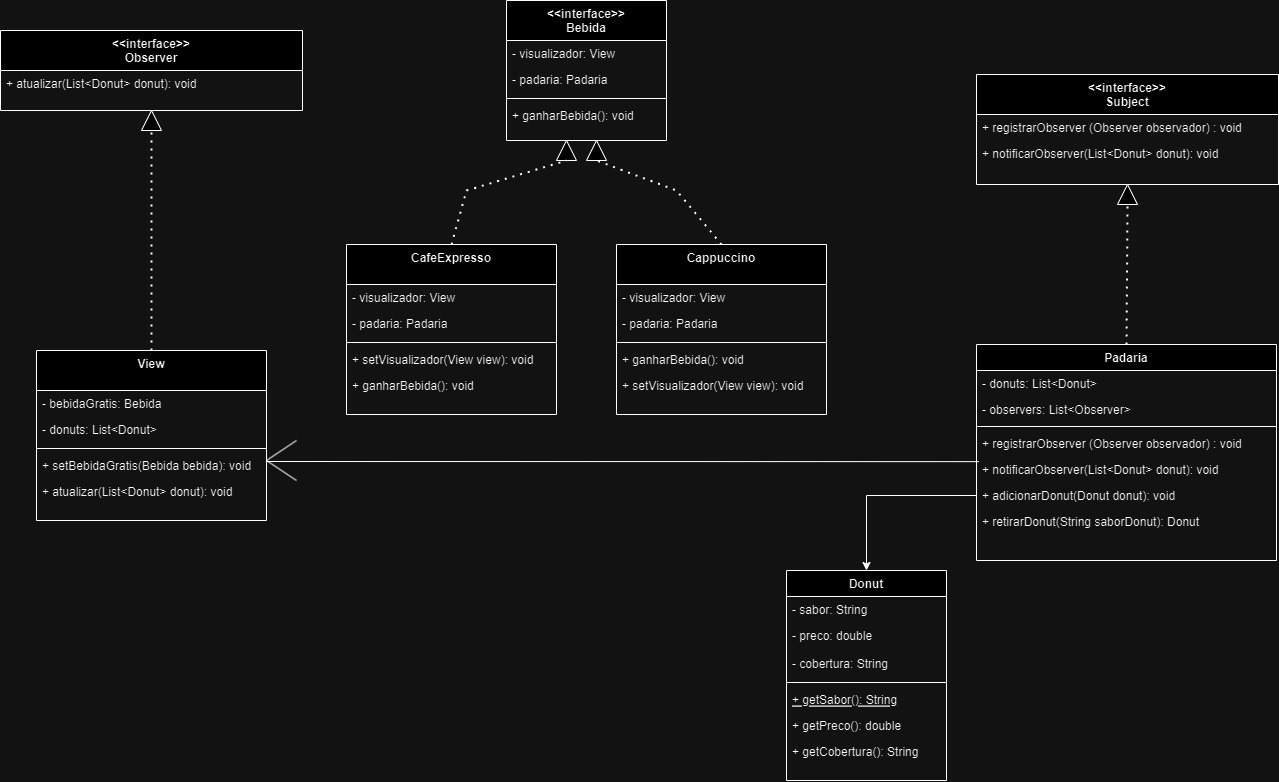 <<interface>>
Observer
+ atualizar(List<Donut> donut): void
<<interface>>
Bebida
- visualizador: View
- padaria: Padaria
+ ganharBebida(): void
<<interface>>
Subject
+ registrarObserver (Observer observador) : void
+ notificarObserver(List<Donut> donut): void
CafeExpresso
- visualizador: View
- padaria: Padaria
+ setVisualizador(View view): void
+ ganharBebida(): void
Cappuccino
- visualizador: View
- padaria: Padaria
+ ganharBebida(): void
+ setVisualizador(View view): void
View
- bebidaGratis: Bebida
- donuts: List<Donut>
+ setBebidaGratis(Bebida bebida): void
+ atualizar(List<Donut> donut): void
Padaria
- donuts: List<Donut>
- observers: List<Observer>
+ registrarObserver (Observer observador) : void
+ notificarObserver(List<Donut> donut): void
+ adicionarDonut(Donut donut): void
+ retirarDonut(String saborDonut): Donut
Donut
- sabor: String
- preco: double
- cobertura: String
+ getSabor(): String
+ getPreco(): double
+ getCobertura(): String